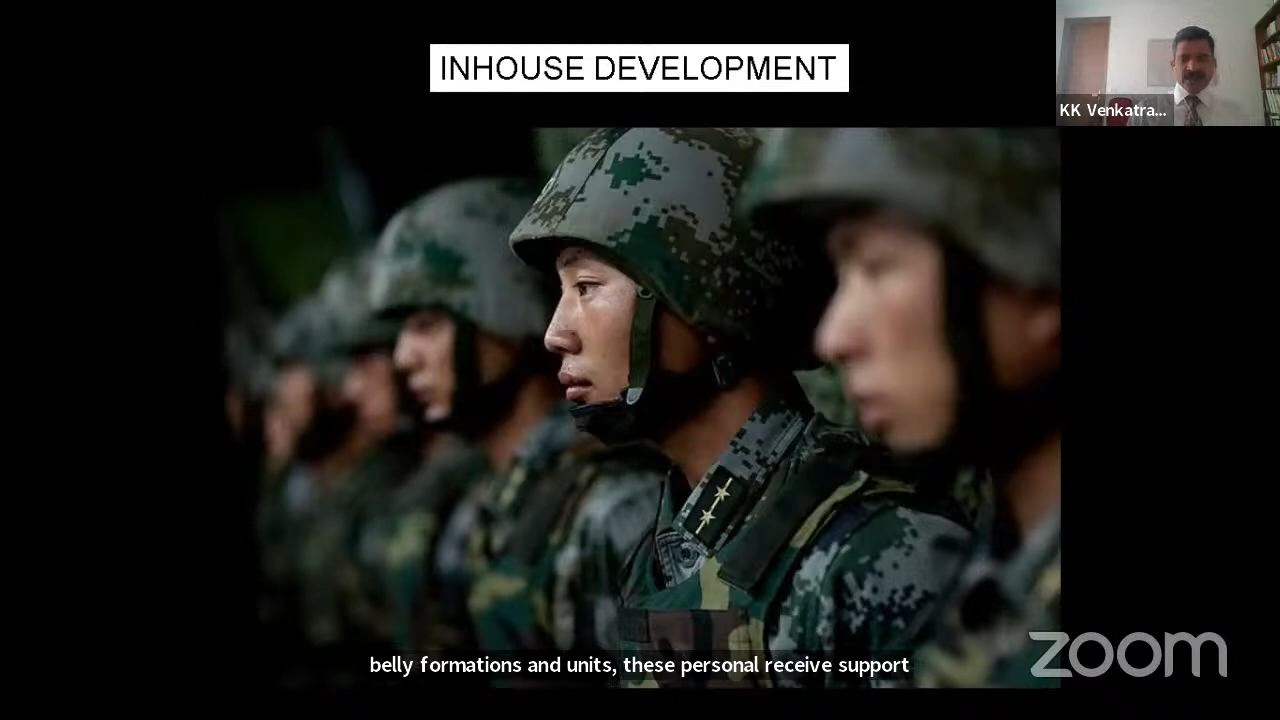 INHOUSE DEVELOPMENT
KK Venkatra...
belly formations and units, these personal receive support
zoom